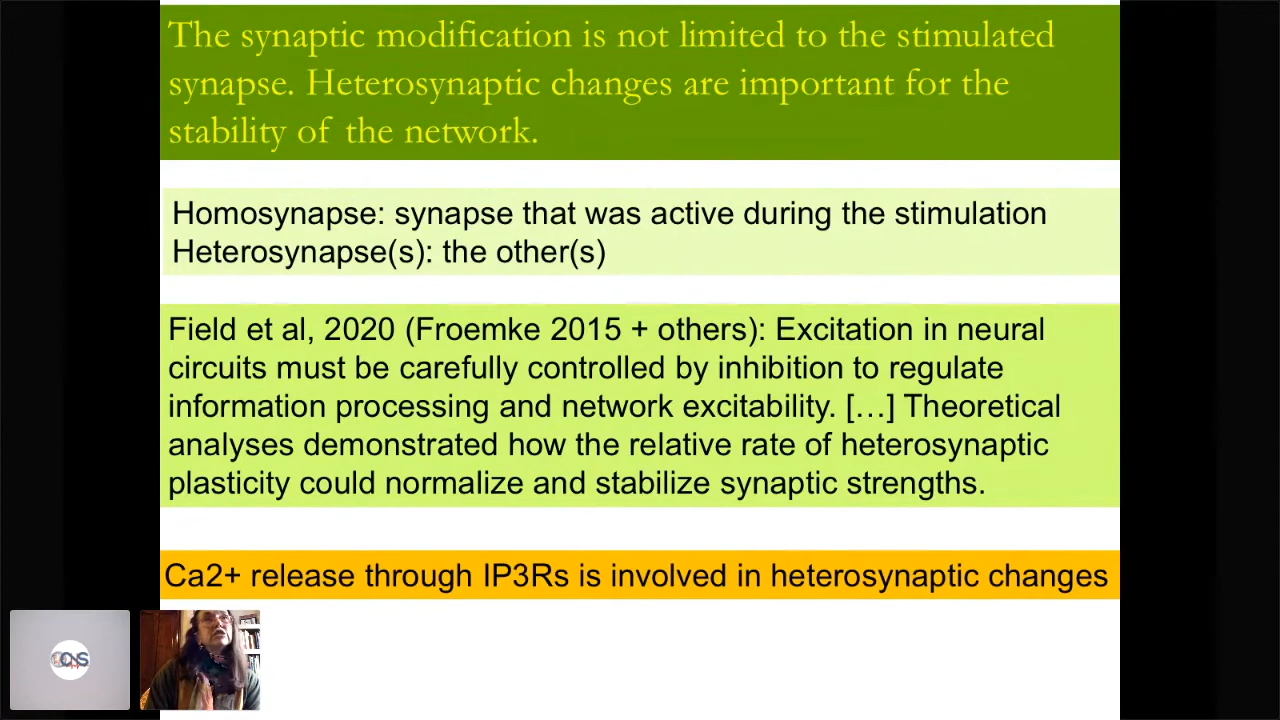 The synaptic modification is not limited to the stimulated
synapse. Heterosynaptic changes are important for the
stability of the network.
Homosynapse: synapse that was active during the stimulation
Heterosynapse(s): the other(s)
Field et al, 2020 (Froemke 2015 + others): Excitation in neural
circuits must be carefully controlled by inhibition to regulate
information processing and network excitability. […] Theoretical
analyses demonstrated how the relative rate of heterosynaptic
plasticity could normalize and stabilize synaptic strengths.
Ca2+ release through IP3Rs is involved in heterosynaptic changes